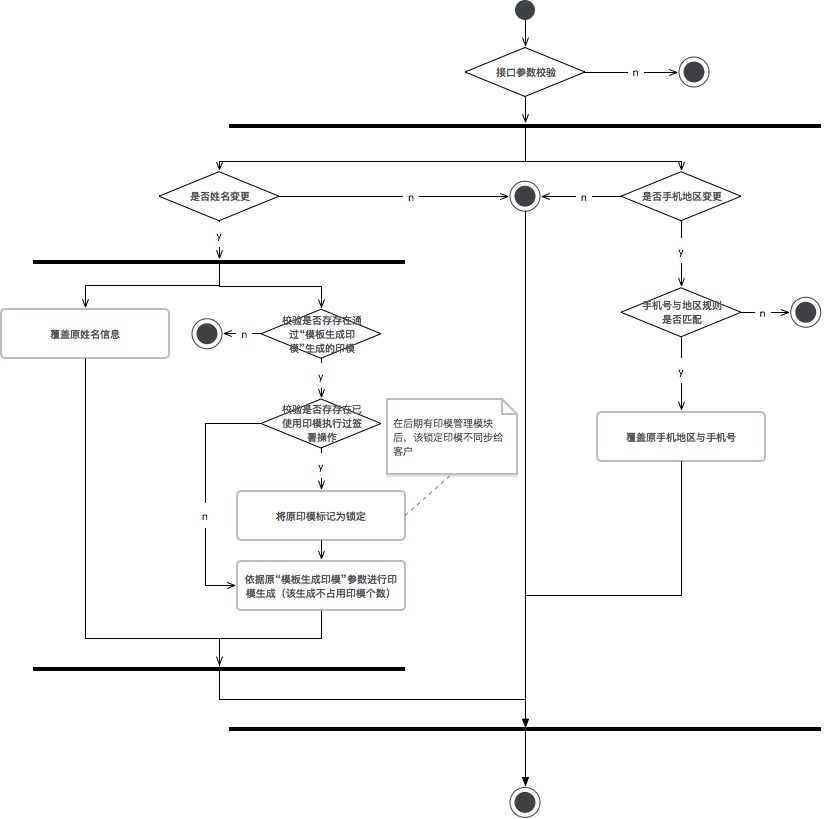 接口参数校验
n
是否姓名变更
n
n
是否手机地区变更
y
y
覆盖原姓名信息
n
校验是否存存在通
过“模板生成印
模”生成的印模
手机号与地区规则
是否匹配
n
y
y
校验是否存存在已
使用印模执行过签
署操作
在后期有印模管理模块
后，该锁定印模不同步给
客户
覆盖原手机地区与手机号
y
n
将原印模标记为锁定
依据原“模板生成印模”参数进行印
模生成（该生成不占用印模个数）